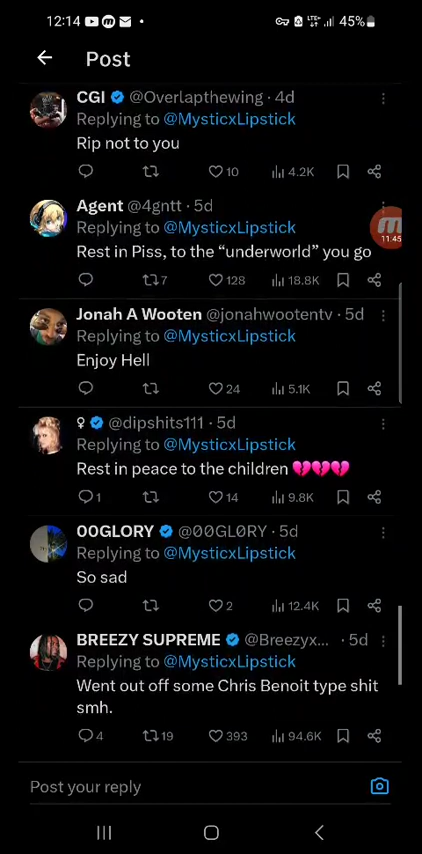 12:14
LTE+
45%
Post
CGI @Overlapthewing · 4d
Replying to @MysticxLipstick
Rip not to you
10 4.2K
Agent @4gntt · 5d
Replying to @MysticxLipstick
11:45
Rest in Piss, to the “underworld” you go
7 128 18.8K
Jonah A Wooten @jonahwootentv · 5d
Replying to @MysticxLipstick
Enjoy Hell
24 5.1K
♀ @dipshits111 · 5d
Replying to @MysticxLipstick
Rest in peace to the children 💔💔💔
1 14 9.8K
00GLORY @00GL0RY · 5d
Replying to @MysticxLipstick
So sad
2 12.4K
BREEZY SUPREME @Breezyx... · 5d
Replying to @MysticxLipstick
Went out off some Chris Benoit type shit
smh.
4 19 393 94.6K
Post your reply